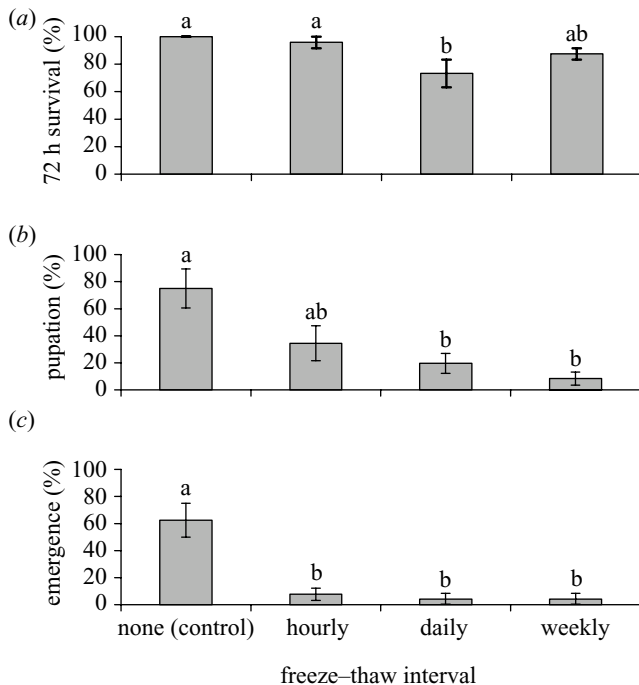 (a)
72 h survival (%)
100
80
60
40
20
0
a
a
b
ab
(b)
pupation (%)
100
80
60
40
20
0
a
ab
b
b
(c)
emergence (%)
100
80
60
40
20
0
a
b
b
b
none (control) hourly daily weekly
freeze–thaw interval